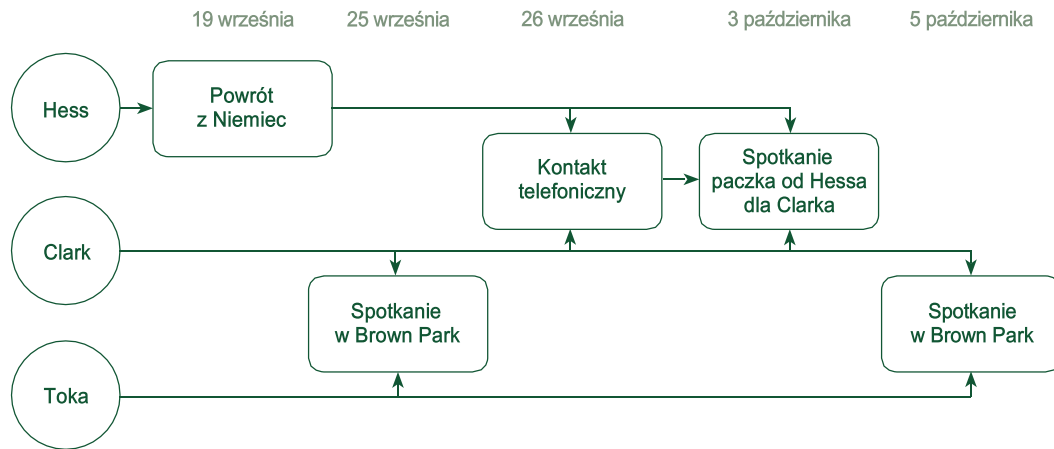 19 września
25 września
26 września
3 października
5 października
Hess
Powrót
z Niemiec
Kontakt
telefoniczny
Spotkanie
paczka od Hessa
dla Clarka
Clark
Spotkanie
w Brown Park
Spotkanie
w Brown Park
Toka